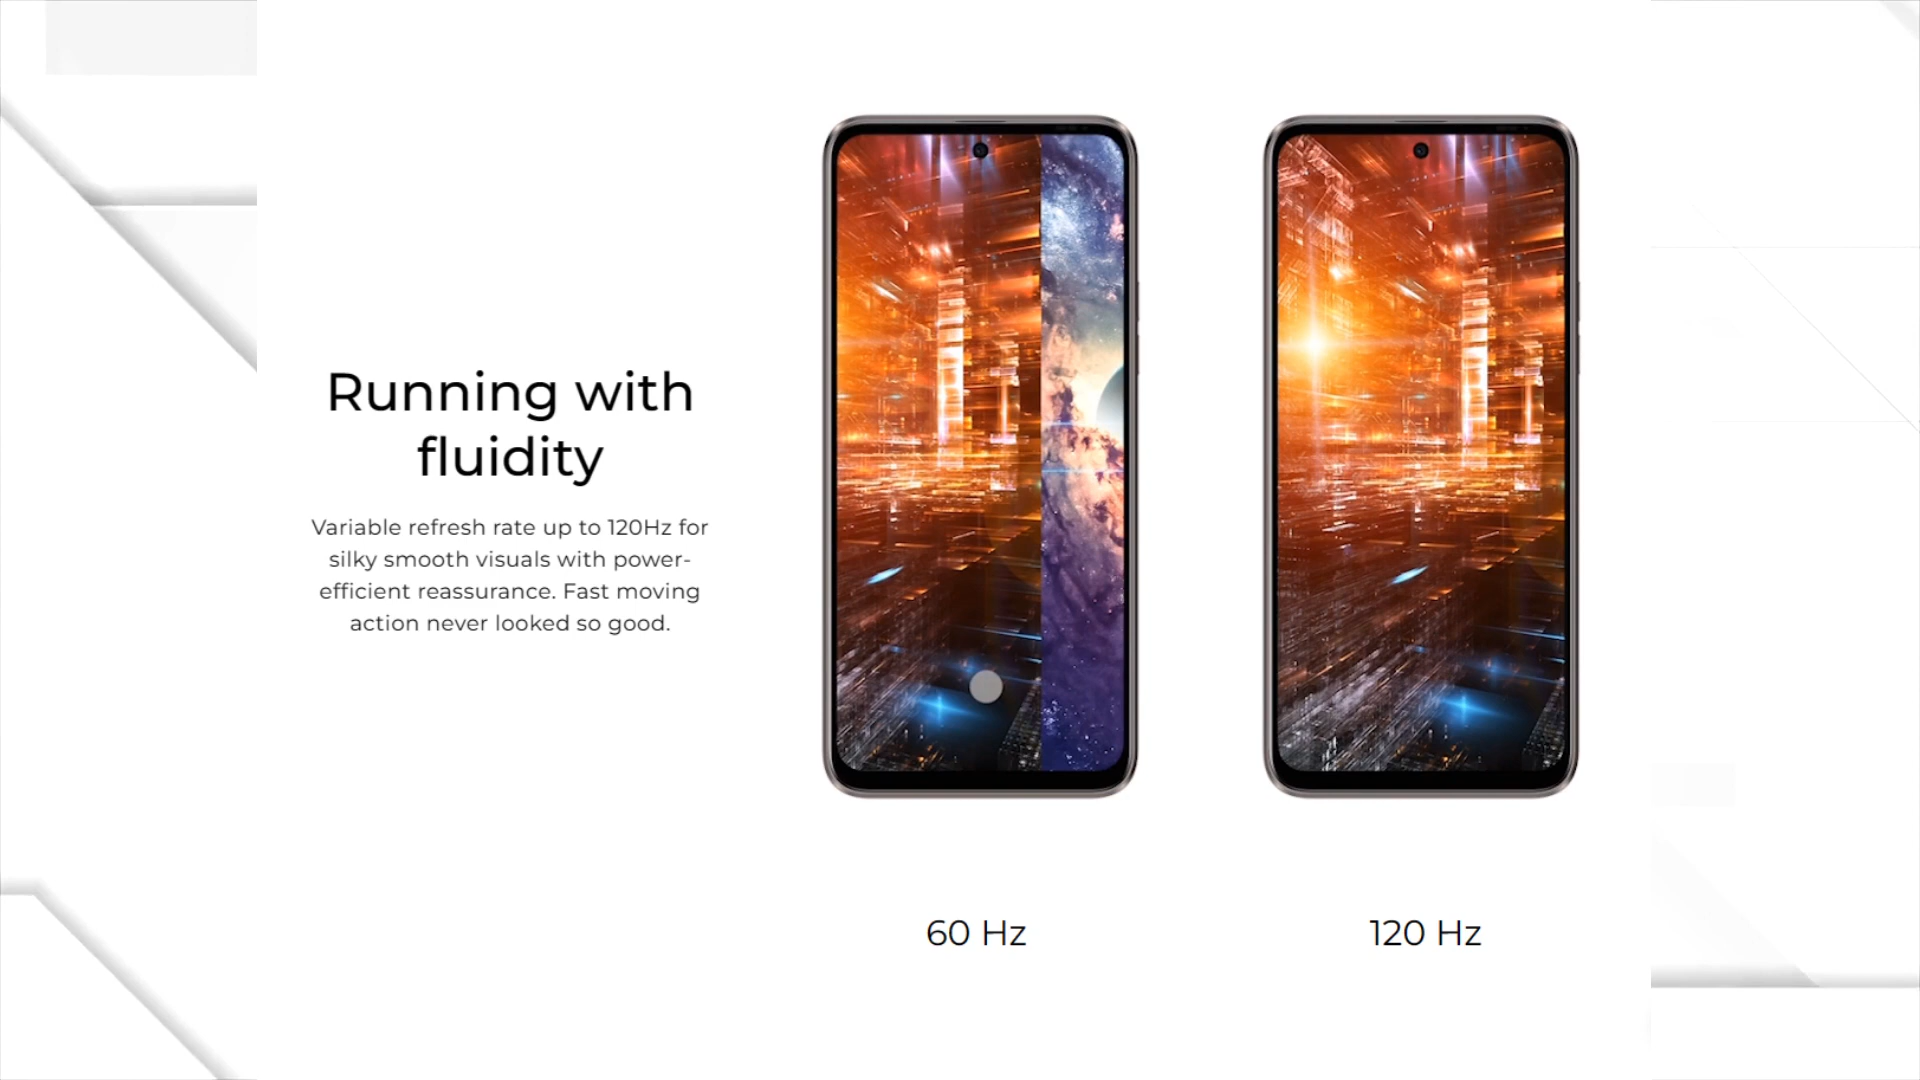 Running with
fluidity
Variable refresh rate up to 120Hz for
silky smooth visuals with power-
efficient reassurance. Fast moving
action never looked so good.
60 Hz
120 Hz